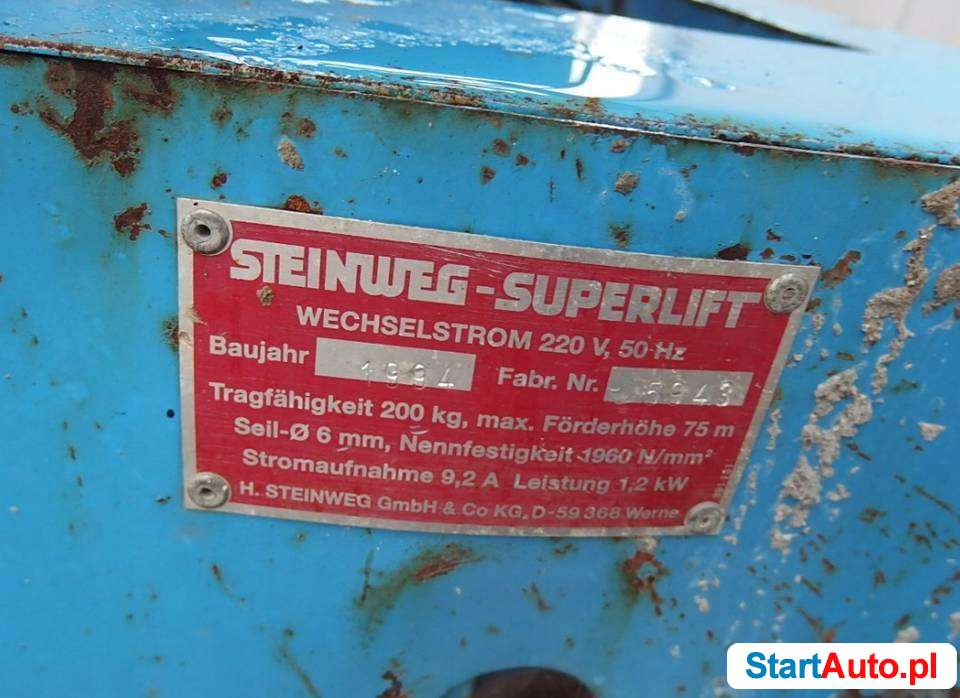 STEINWEG-SUPERLIFT
WECHSELSTROM 220 V, 50 Hz
Baujahr 1994 Fabr. Nr. 5943
Tragfähigkeit 200 kg, max. Förderhöhe 75 m
Seil-Ø 6 mm, Nennfestigkeit 1960 N/mm²
Stromaufnahme 9,2 A Leistung 1,2 kW
H. STEINWEG GmbH & Co KG, D-59 368 Werne
StartAuto.pl